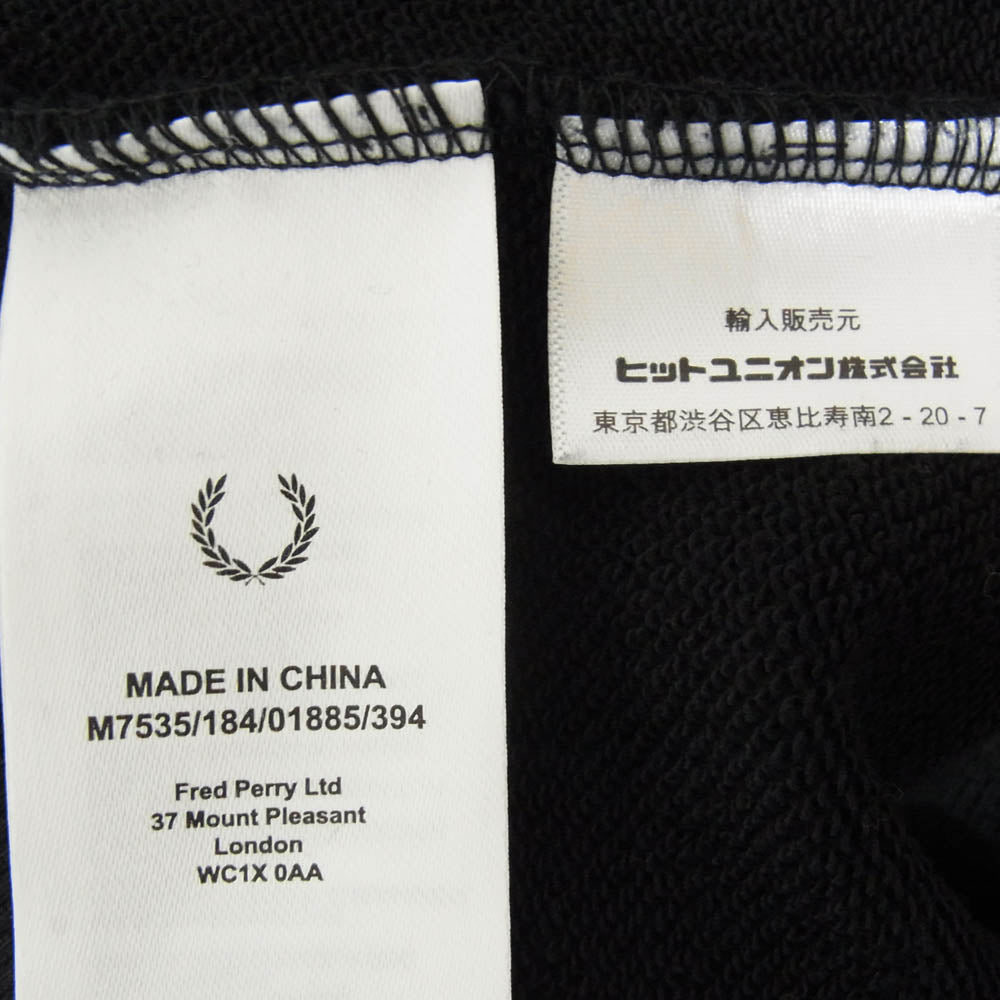 MADE IN CHINA
M7535/184/01885/394
Fred Perry Ltd
37 Mount Pleasant
London
WC1X 0AA
輸入販売元
ヒットユニオン株式会社
東京都渋谷区恵比寿南2 - 20 - 7